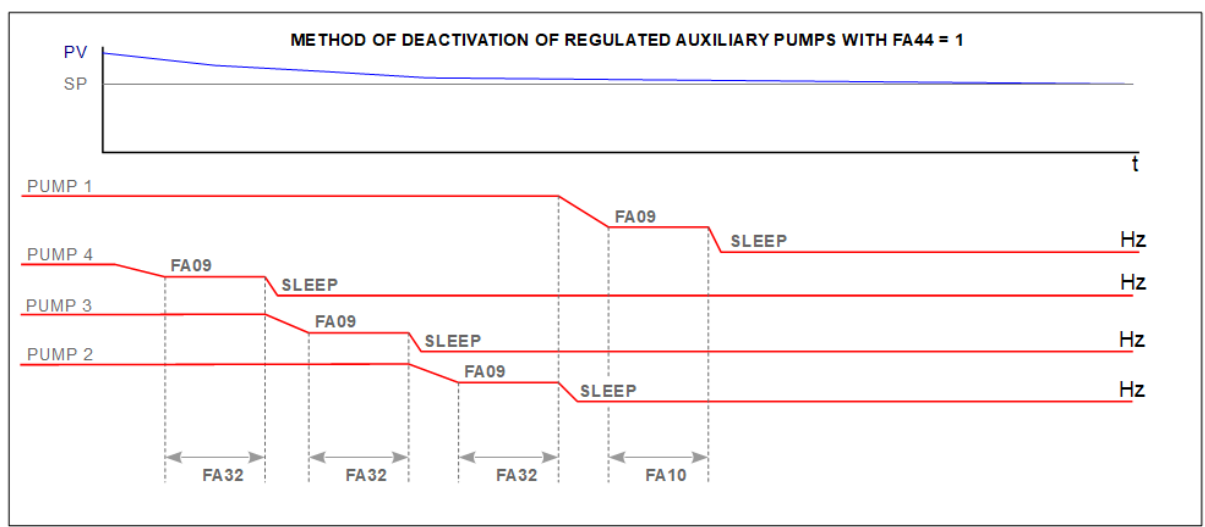 METHOD OF DEACTIVATION OF REGULATED AUXILIARY PUMPS WITH FA44 = 1
PV
SP
t
PUMP 1
FA09
SLEEP
Hz
PUMP 4
FA09
SLEEP
Hz
PUMP 3
FA09
SLEEP
Hz
PUMP 2
FA09
SLEEP
Hz
FA32 FA32 FA32 FA10